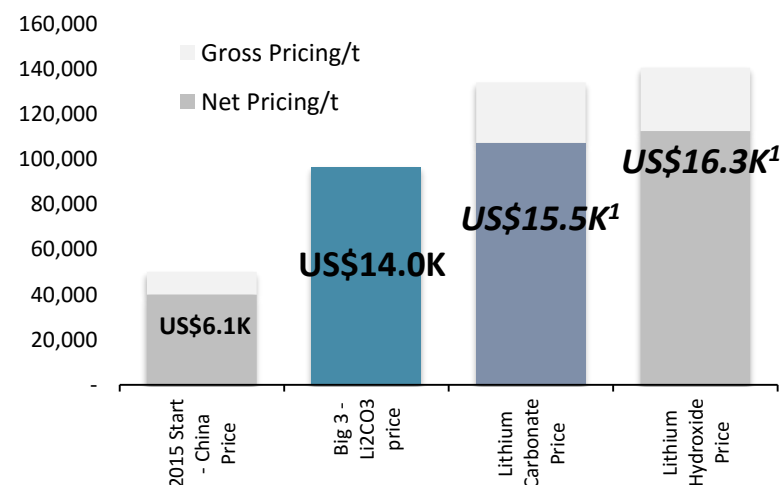 160,000
140,000
120,000
100,000
80,000
60,000
40,000
20,000
-
Gross Pricing/t
Net Pricing/t
US$6.1K
US$14.0K
US$15.5K¹
US$16.3K¹
2015 Start
- China
Price
Big 3 -
Li2CO3
price
Lithium
Carbonate
Price
Lithium
Hydroxide
Price